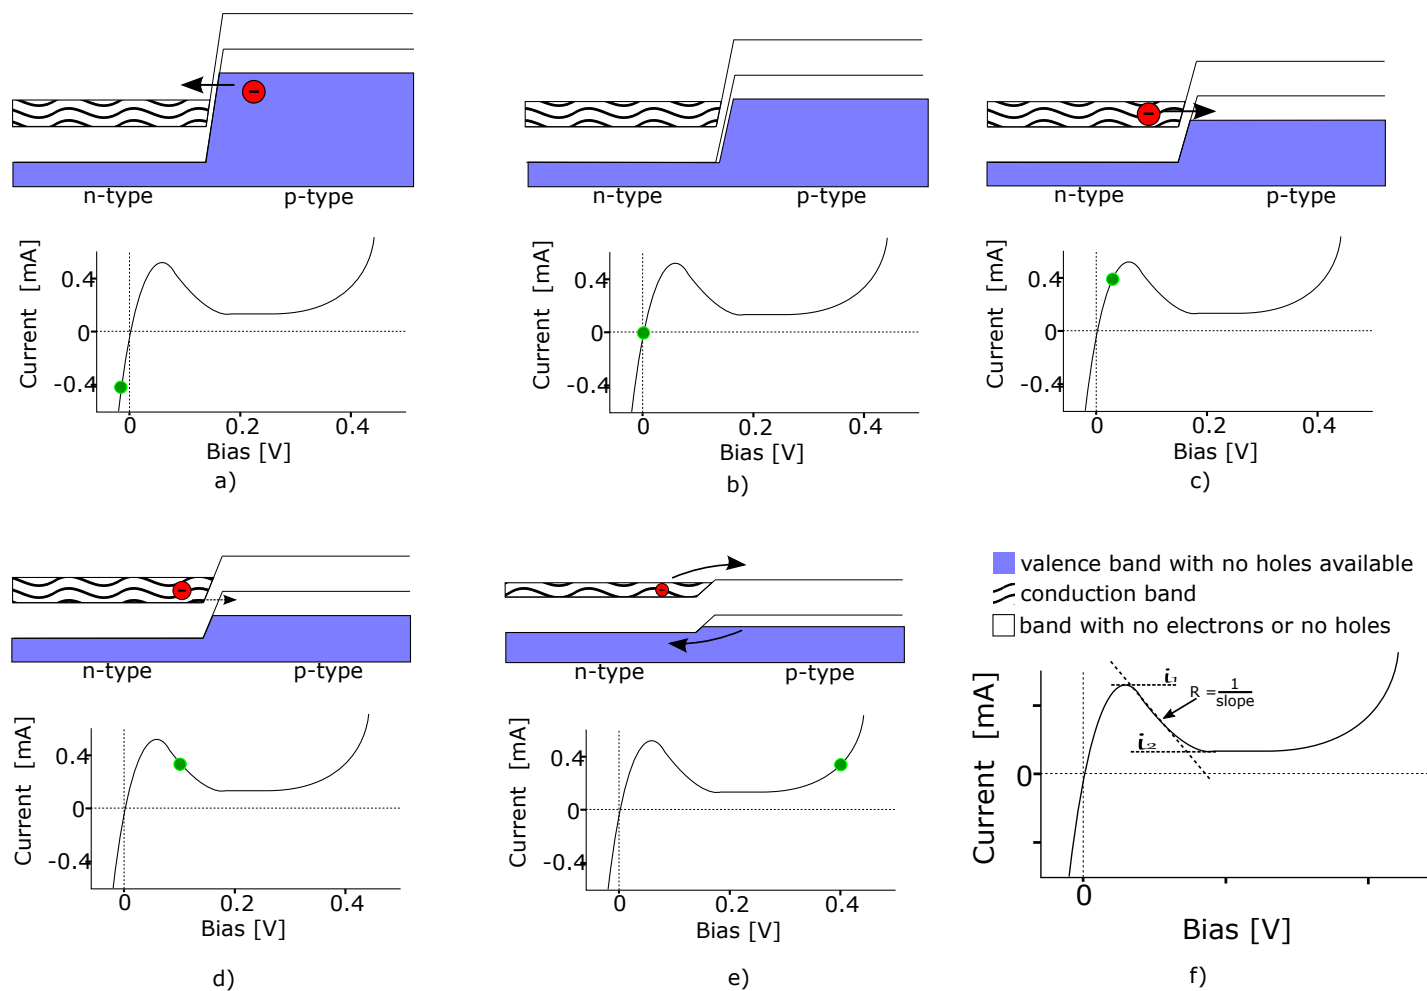 n-type p-type
Current [mA]
0.4
0
-0.4
0 0.2 0.4
Bias [V]
a)
n-type p-type
Current [mA]
0.4
0
-0.4
0 0.2 0.4
Bias [V]
b)
n-type p-type
Current [mA]
0.4
0
-0.4
0 0.2 0.4
Bias [V]
c)
n-type p-type
Current [mA]
0.4
0
-0.4
0 0.2 0.4
Bias [V]
d)
n-type p-type
Current [mA]
0.4
0
-0.4
0 0.2 0.4
Bias [V]
e)
valence band with no holes available
conduction band
band with no electrons or no holes
Current [mA]
i₁
R = 1/slope
i₂
0
0
Bias [V]
f)